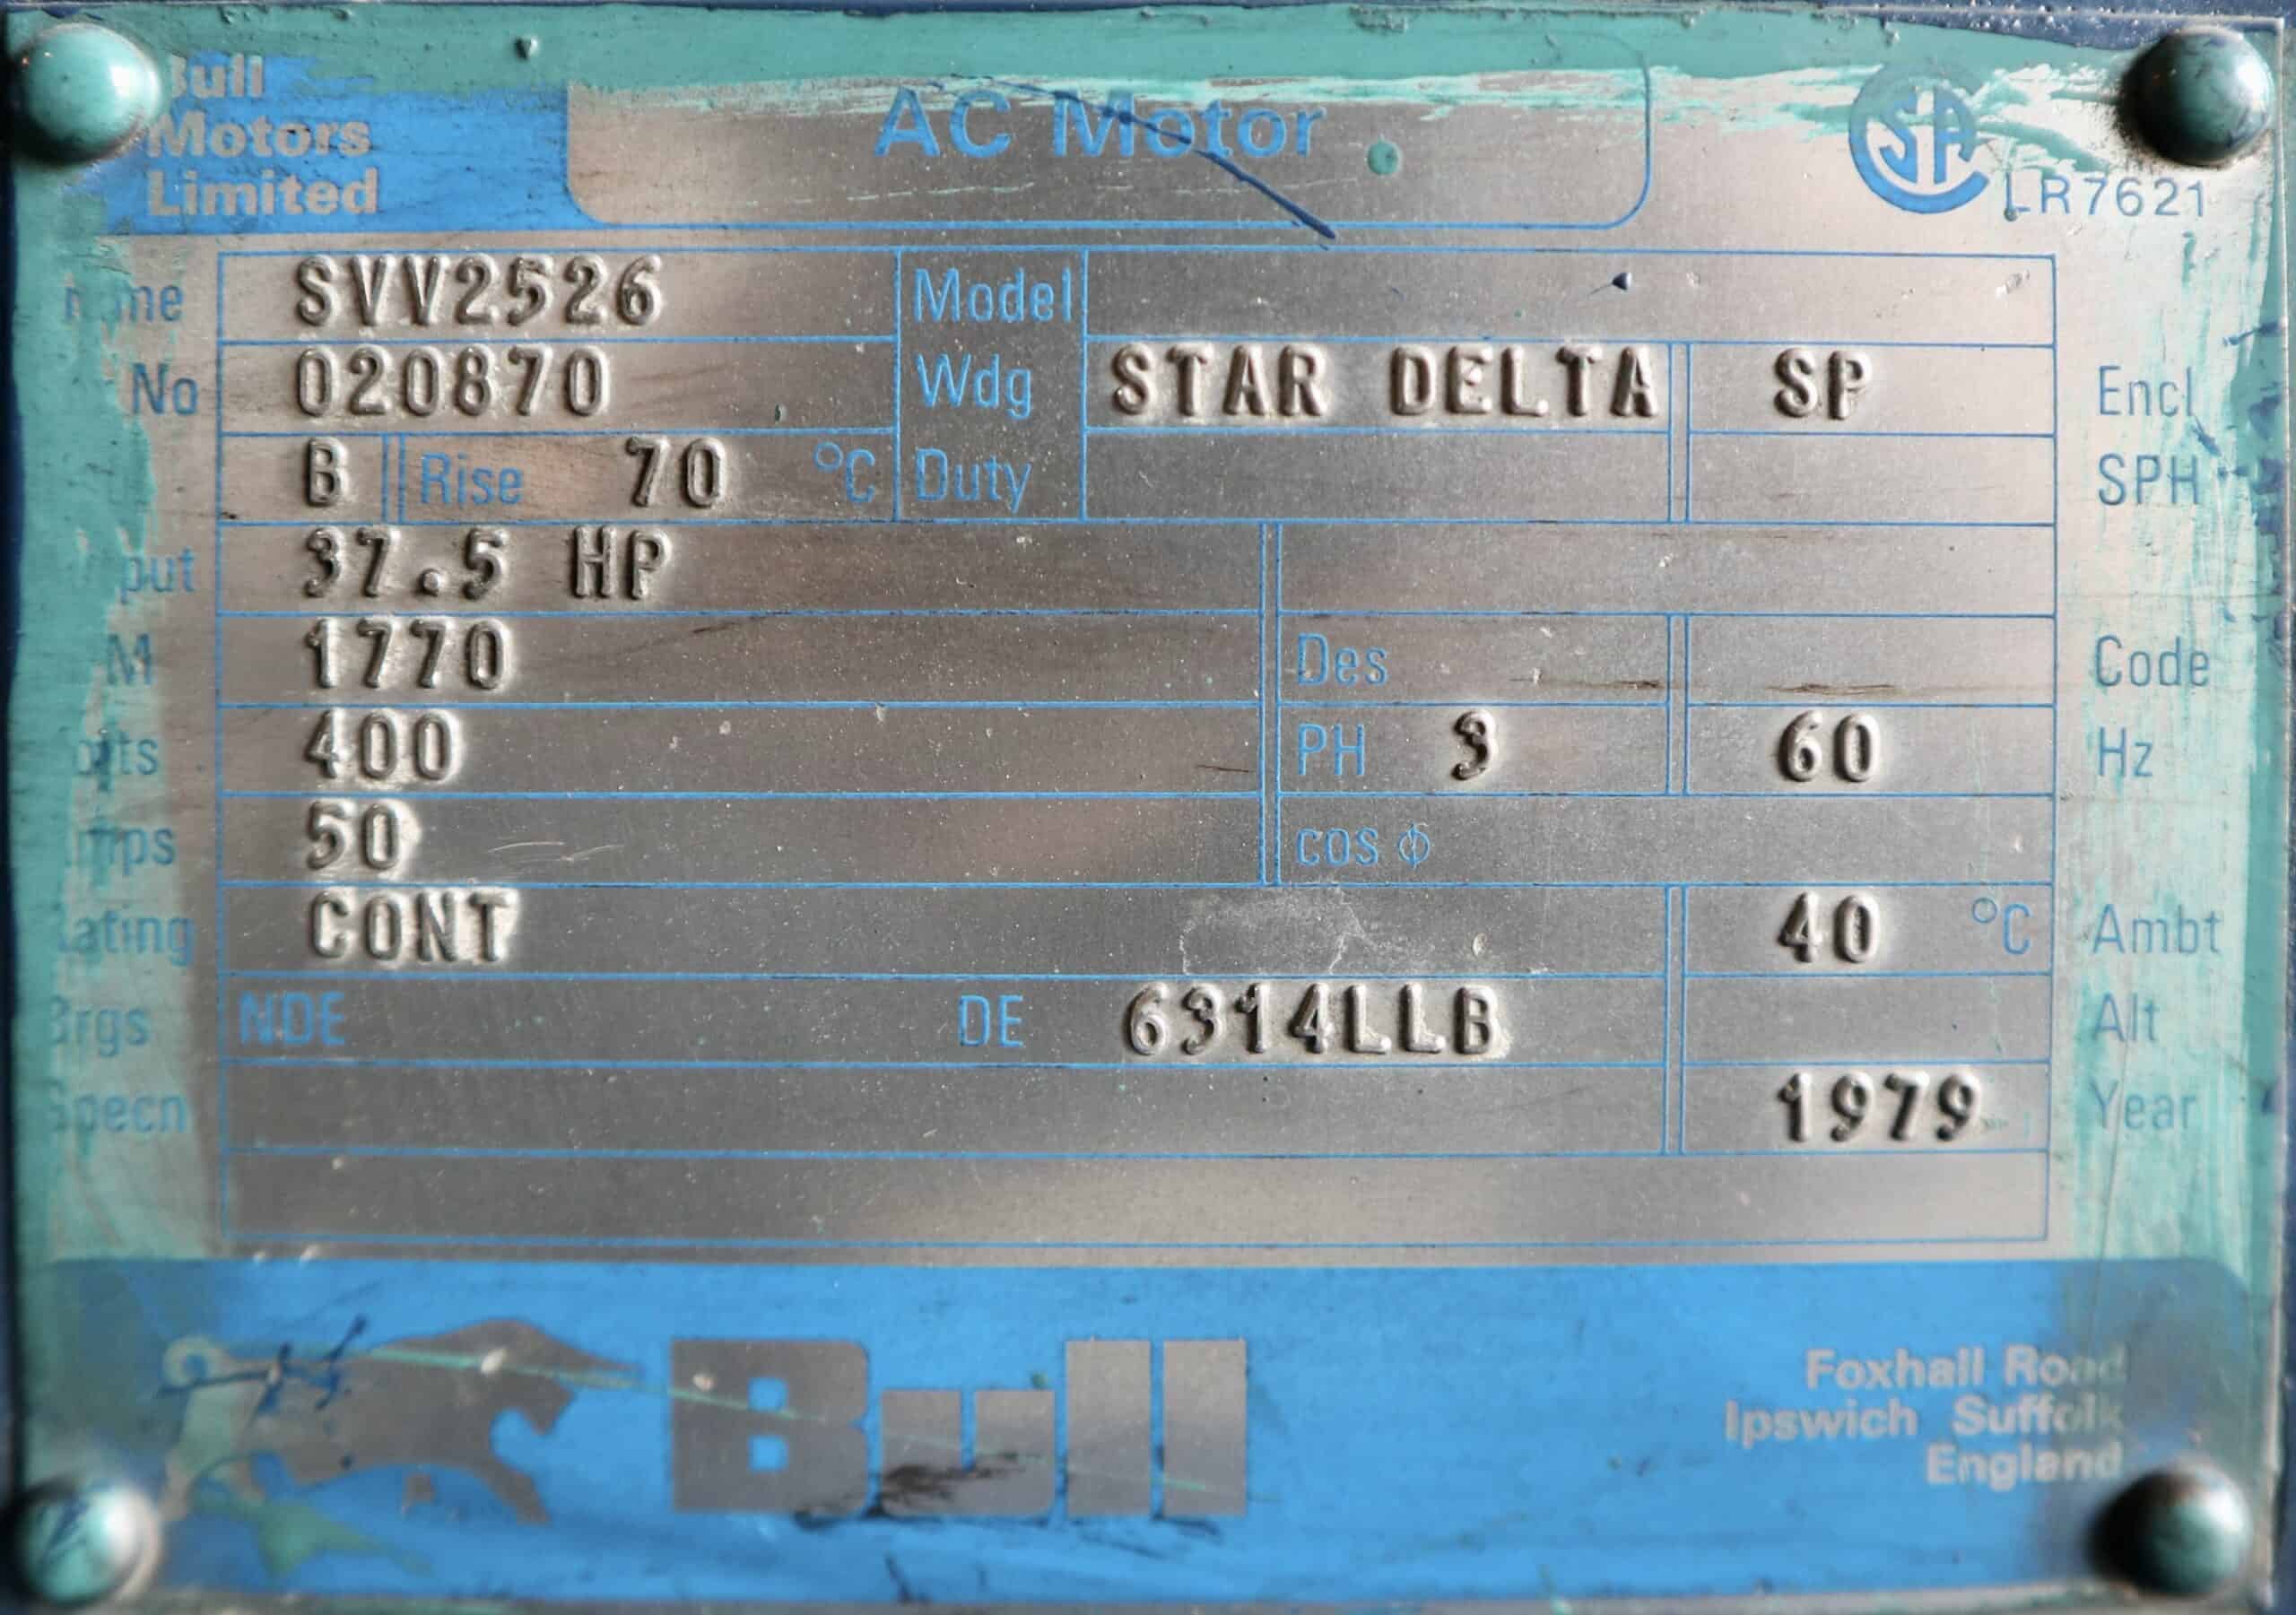 Bull
Motors
Limited
AC Motor
CSA
LR7621
SVV2526 Model
No 020870 Wdg STAR DELTA SP Encl
B Rise 70 °C Duty SPH
37.5 HP
1770 Des Code
400 PH 3 60 Hz
50 cos ϕ
CONT 40 °C Ambt
NDE DE 6314LLB Alt
1979 Year
Bull
Foxhall Road
Ipswich Suffolk
England